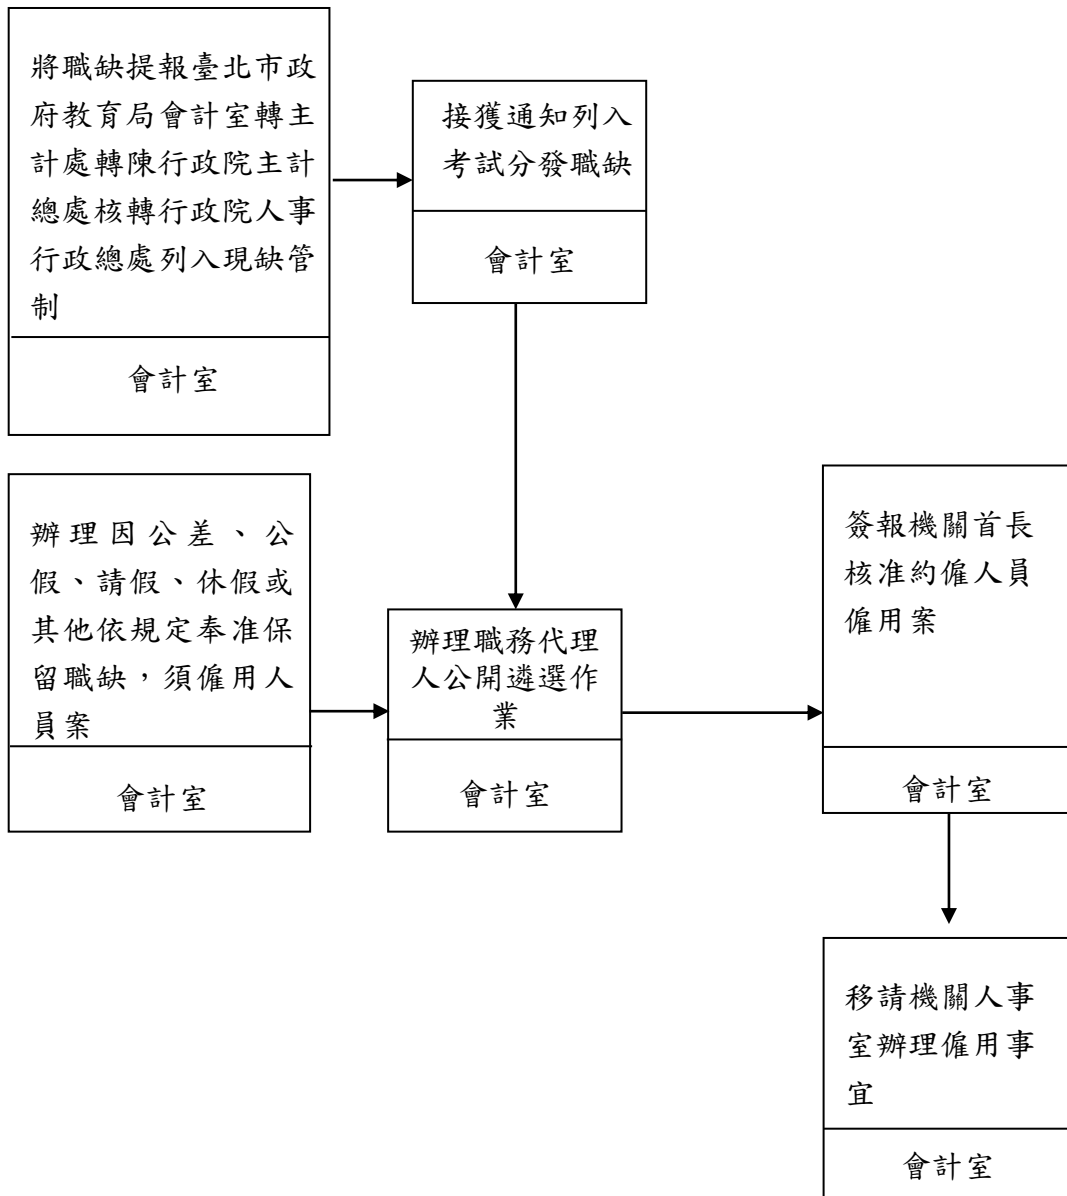 將職缺提報臺北市政
府教育局會計室轉主
計處轉陳行政院主計
總處核轉行政院人事
行政總處列入現缺管
制
會計室
接獲通知列入
考試分發職缺
會計室
辦理因公差、公
假、請假、休假或
其他依規定奉准保
留職缺，須僱用人
員案
會計室
辦理職務代理
人公開遴選作
業
會計室
簽報機關首長
核准約僱人員
僱用案
會計室
移請機關人事
室辦理僱用事
宜
會計室